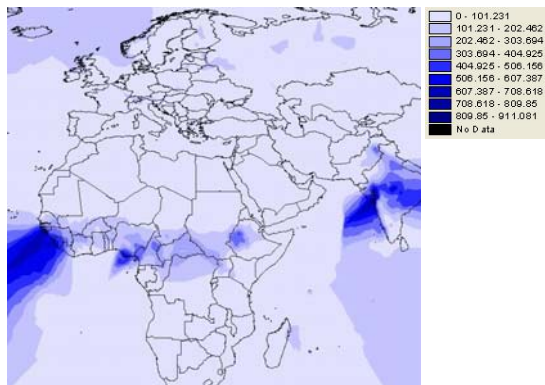 0 - 101.231
101.231 - 202.462
202.462 - 303.694
303.694 - 404.925
404.925 - 506.156
506.156 - 607.387
607.387 - 708.618
708.618 - 809.85
809.85 - 911.081
No Data